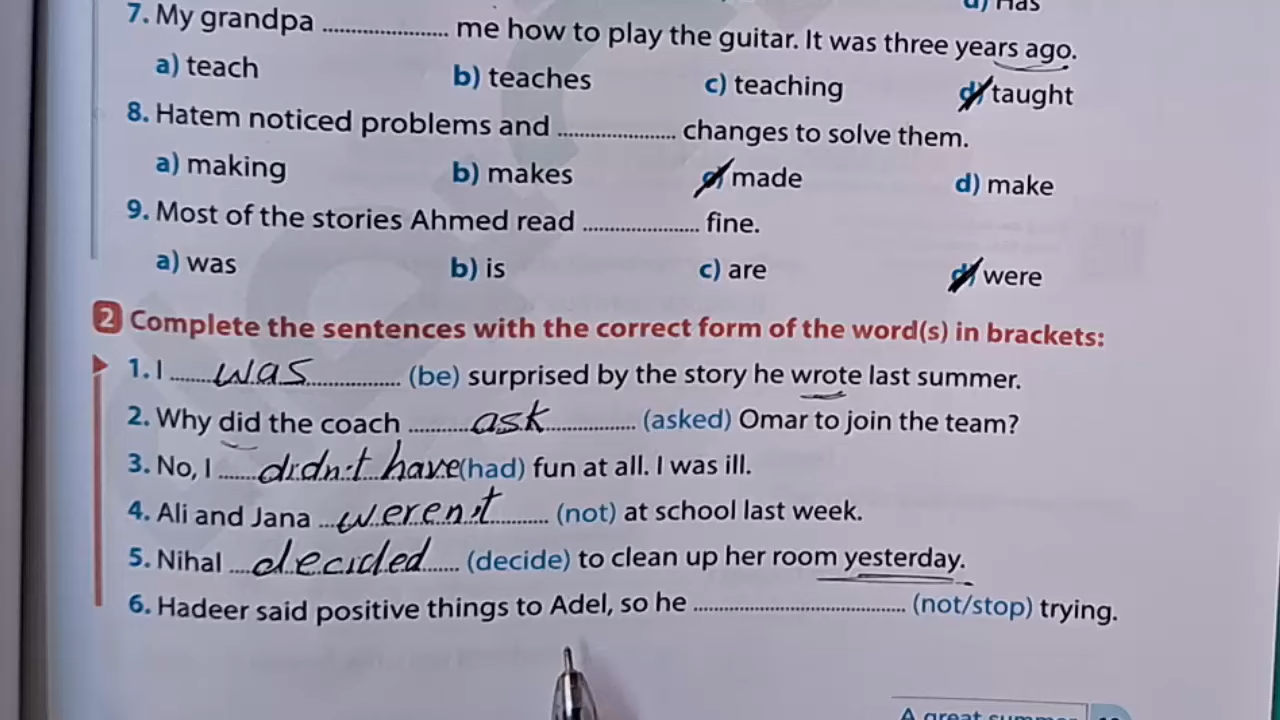 d) Has
7. My grandpa ........................ me how to play the guitar. It was three years ago.
a) teach b) teaches c) teaching d) taught
8. Hatem noticed problems and ........................ changes to solve them.
a) making b) makes c) made d) make
9. Most of the stories Ahmed read ........................ fine.
a) was b) is c) are d) were
2 Complete the sentences with the correct form of the word(s) in brackets:
1. I ......was............ (be) surprised by the story he wrote last summer.
2. Why did the coach .........ask............ (asked) Omar to join the team?
3. No, I ......didn't have (had) fun at all. I was ill.
4. Ali and Jana ...weren't......... (not) at school last week.
5. Nihal ...decided...... (decide) to clean up her room yesterday.
6. Hadeer said positive things to Adel, so he .................................... (not/stop) trying.
A great summer